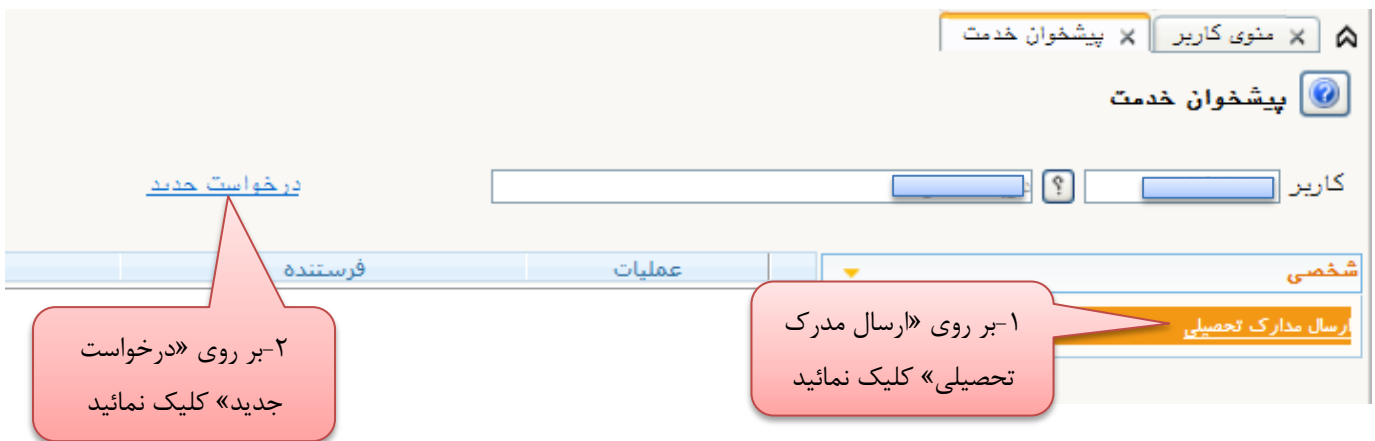 منوی کاربر
پیشخوان خدمت
پیشخوان خدمت
کاربر
؟
درخواست جدید
شخصی
عملیات
فرستنده
ارسال مدارک تحصیلی
۱-بر روی «ارسال مدرک
تحصیلی» کلیک نمائید
۲-بر روی «درخواست
جدید» کلیک نمائید